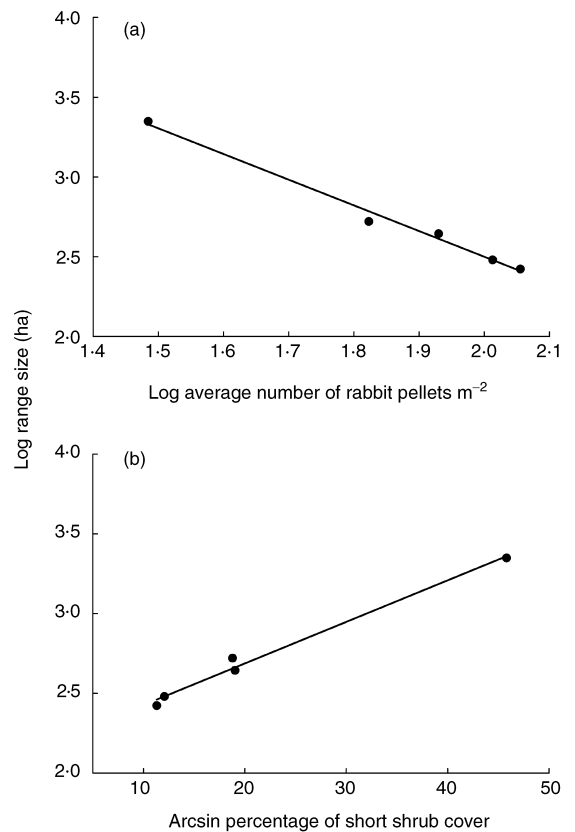 (a)
4·0
3·5
3·0
2·5
2·0
1·4 1·5 1·6 1·7 1·8 1·9 2·0 2·1
Log average number of rabbit pellets m⁻²
Log range size (ha)
(b)
4·0
3·5
3·0
2·5
2·0
10 20 30 40 50
Arcsin percentage of short shrub cover